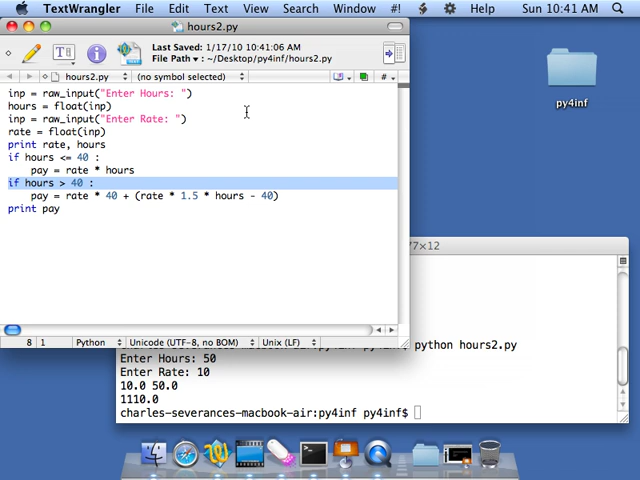 TextWrangler File Edit Text View Search Window #! Help Sun 10:41 AM
hours2.py
Last Saved: 1/17/10 10:41:06 AM
File Path: ~/Desktop/py4inf/hours2.py
hours2.py (no symbol selected) #
inp = raw_input("Enter Hours: ")
hours = float(inp)
inp = raw_input("Enter Rate: ")
rate = float(inp)
print rate, hours
if hours <= 40 :
pay = rate * hours
if hours > 40 :
pay = rate * 40 + (rate * 1.5 * hours - 40)
print pay
8 1 Python Unicode (UTF-8, no BOM) Unix (LF)
py4inf
python hours2.py
Enter Hours: 50
Enter Rate: 10
10.0 50.0
1110.0
charles-severances-macbook-air:py4inf py4inf$